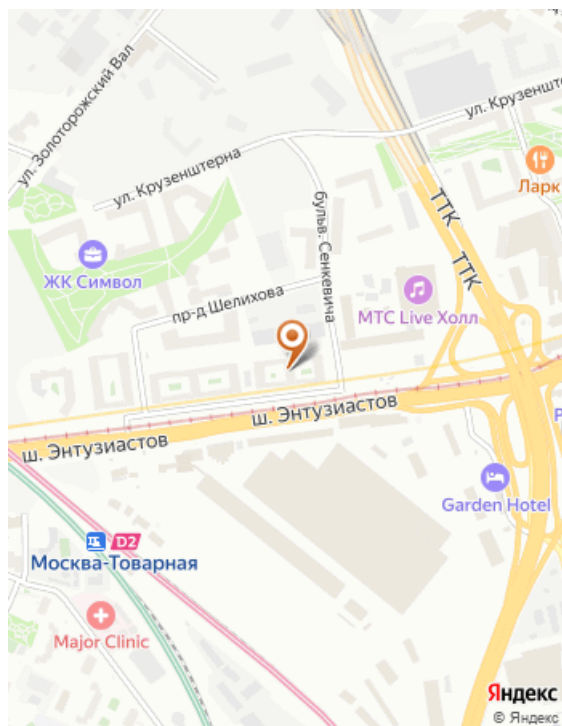 ул. Золоторожский Вал
ул. Крузенштерна
ул. Крузенштер
Ларк
бульв. Сенкевича
ТТК
ТТК
ЖК Символ
пр-д Шелихова
МТС Live Холл
ш. Энтузиастов
ш. Энтузиастов
Garden Hotel
D2
Москва-Товарная
Major Clinic
Яндекс
© Яндекс